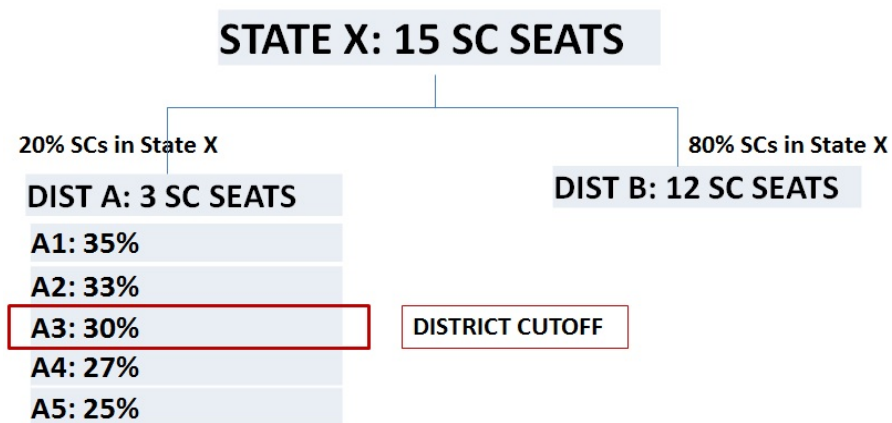 STATE X: 15 SC SEATS
20% SCs in State X
80% SCs in State X
DIST A: 3 SC SEATS
DIST B: 12 SC SEATS
A1: 35%
A2: 33%
A3: 30%
DISTRICT CUTOFF
A4: 27%
A5: 25%